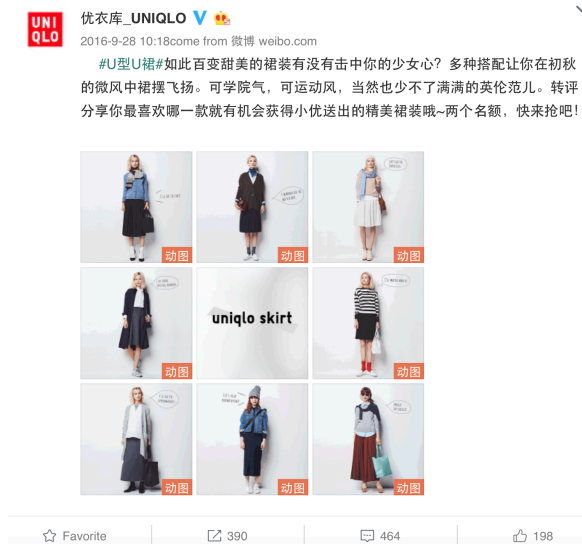 UNI
QLO
优衣库_UNIQLO
2016-9-28 10:18come from 微博 weibo.com
#U型U裙#如此百变甜美的裙装有没有击中你的少女心？多种搭配让你在初秋
的微风中裙摆飞扬。可学院气，可运动风，当然也少不了满满的英伦范儿。转评
分享你最喜欢哪一款就有机会获得小优送出的精美裙装哦~两个名额，快来抢吧！
动图
动图
动图
动图
uniqlo skirt
动图
动图
动图
动图
Favorite
390
464
198